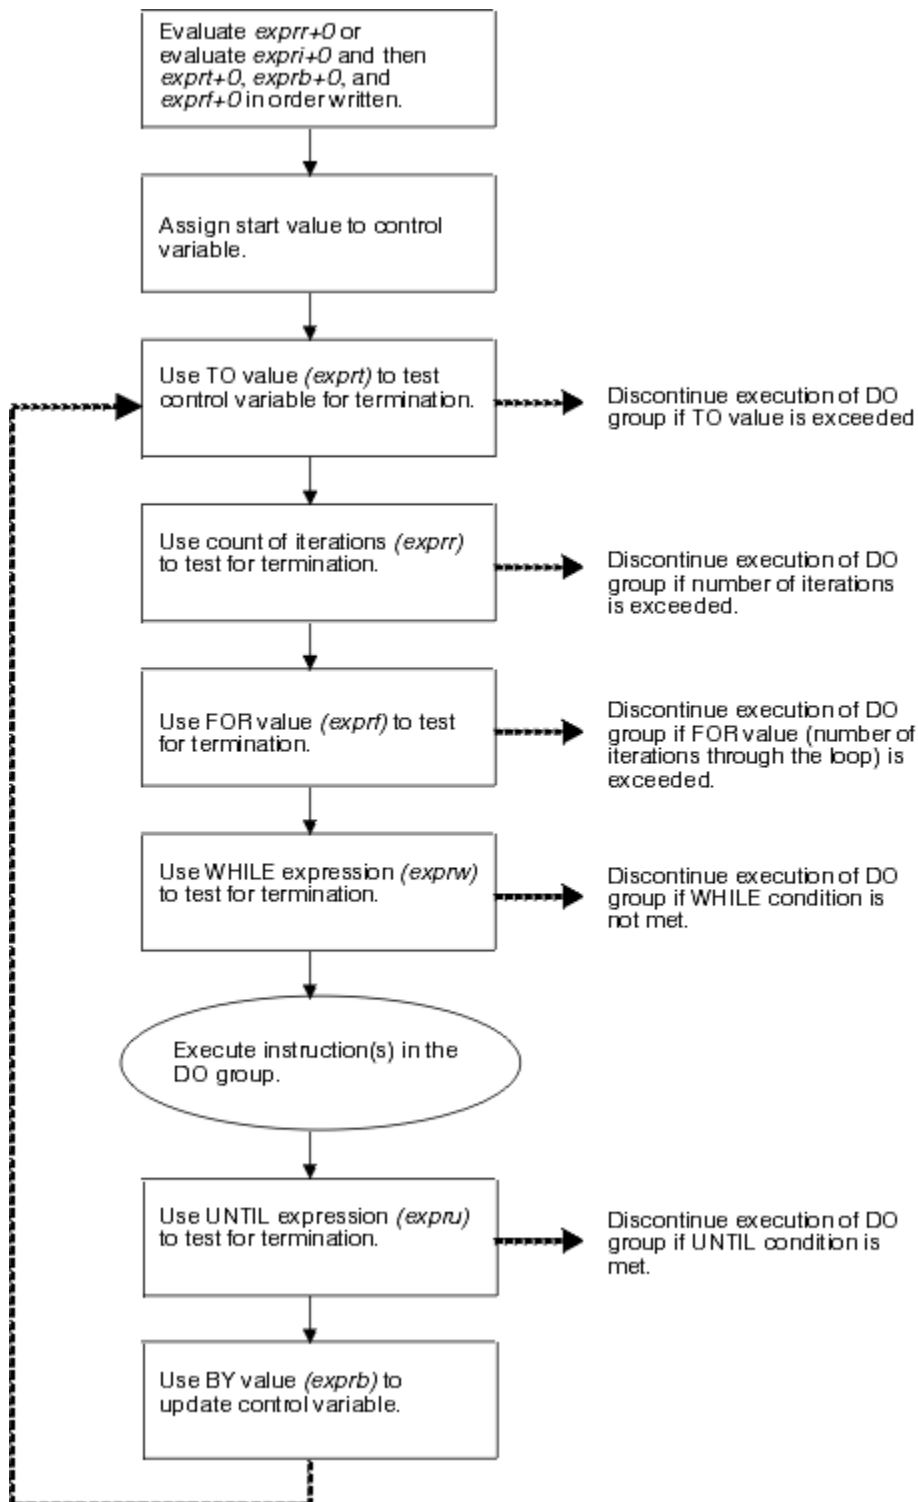 Evaluate exprr+0 or
evaluate expri+0 and then
exprt+0, exprb+0, and
exprf+0 in order written.
Assign start value to control
variable.
Use TO value (exprt) to test
control variable for termination.
Discontinue execution of DO
group if TO value is exceeded
Use count of iterations (exprr)
to test for termination.
Discontinue execution of DO
group if number of iterations
is exceeded.
Use FOR value (exprf) to test
for termination.
Discontinue execution of DO
group if FOR value (number of
iterations through the loop) is
exceeded.
Use WHILE expression (exprw)
to test for termination.
Discontinue execution of DO
group if WHILE condition is
not met.
Execute instruction(s) in the
DO group.
Use UNTIL expression (expru)
to test for termination.
Discontinue execution of DO
group if UNTIL condition is
met.
Use BY value (exprb) to
update control variable.